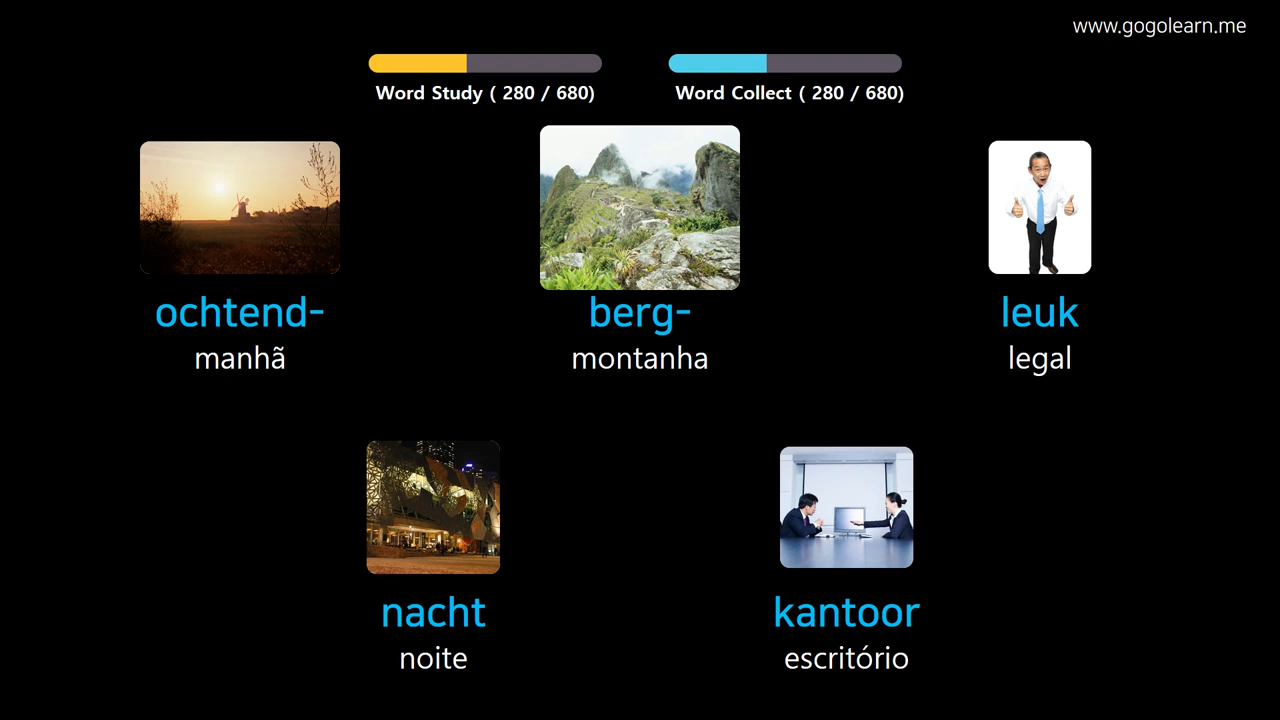 www.gogolearn.me
Word Study ( 280 / 680)
Word Collect ( 280 / 680)
ochtend-
manhã
berg-
montanha
leuk
legal
nacht
noite
kantoor
escritório